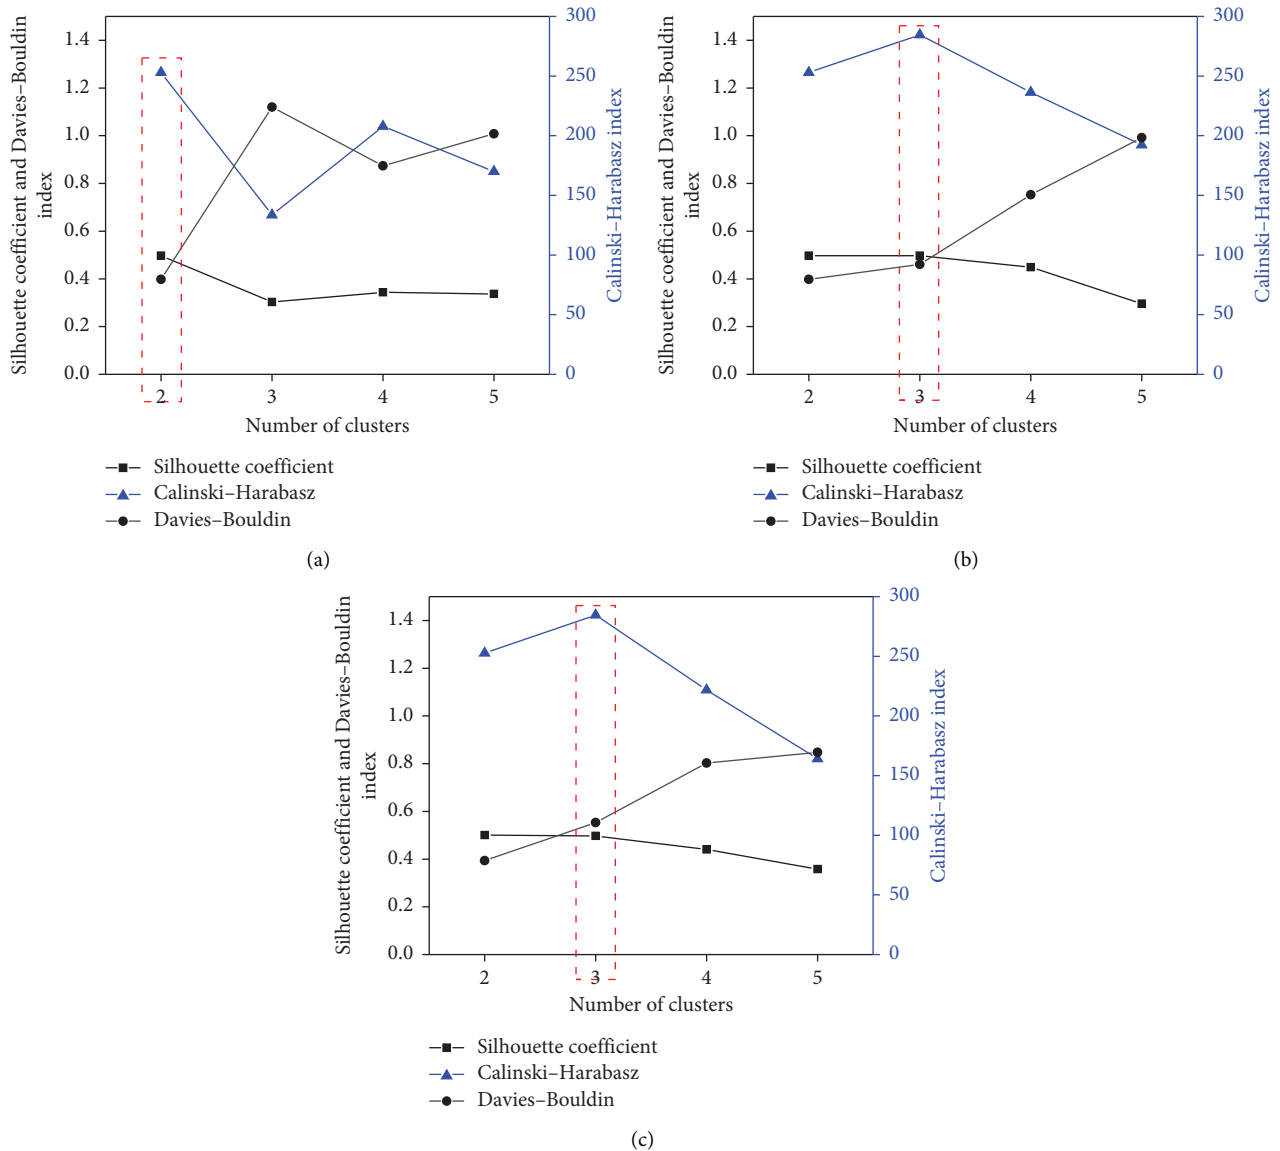 Silhouette coefficient and Davies–Bouldin
index
1.4
1.2
1.0
0.8
0.6
0.4
0.2
0.0
300
250
200
150
100
50
0
Calinski–Harabasz index
2 3 4 5
Number of clusters
Silhouette coefficient
Calinski–Harabasz
Davies–Bouldin
(a)
Silhouette coefficient and Davies–Bouldin
index
1.4
1.2
1.0
0.8
0.6
0.4
0.2
0.0
300
250
200
150
100
50
0
Calinski–Harabasz index
2 3 4 5
Number of clusters
Silhouette coefficient
Calinski–Harabasz
Davies–Bouldin
(b)
Silhouette coefficient and Davies–Bouldin
index
1.4
1.2
1.0
0.8
0.6
0.4
0.2
0.0
300
250
200
150
100
50
0
Calinski–Harabasz index
2 3 4 5
Number of clusters
Silhouette coefficient
Calinski–Harabasz
Davies–Bouldin
(c)